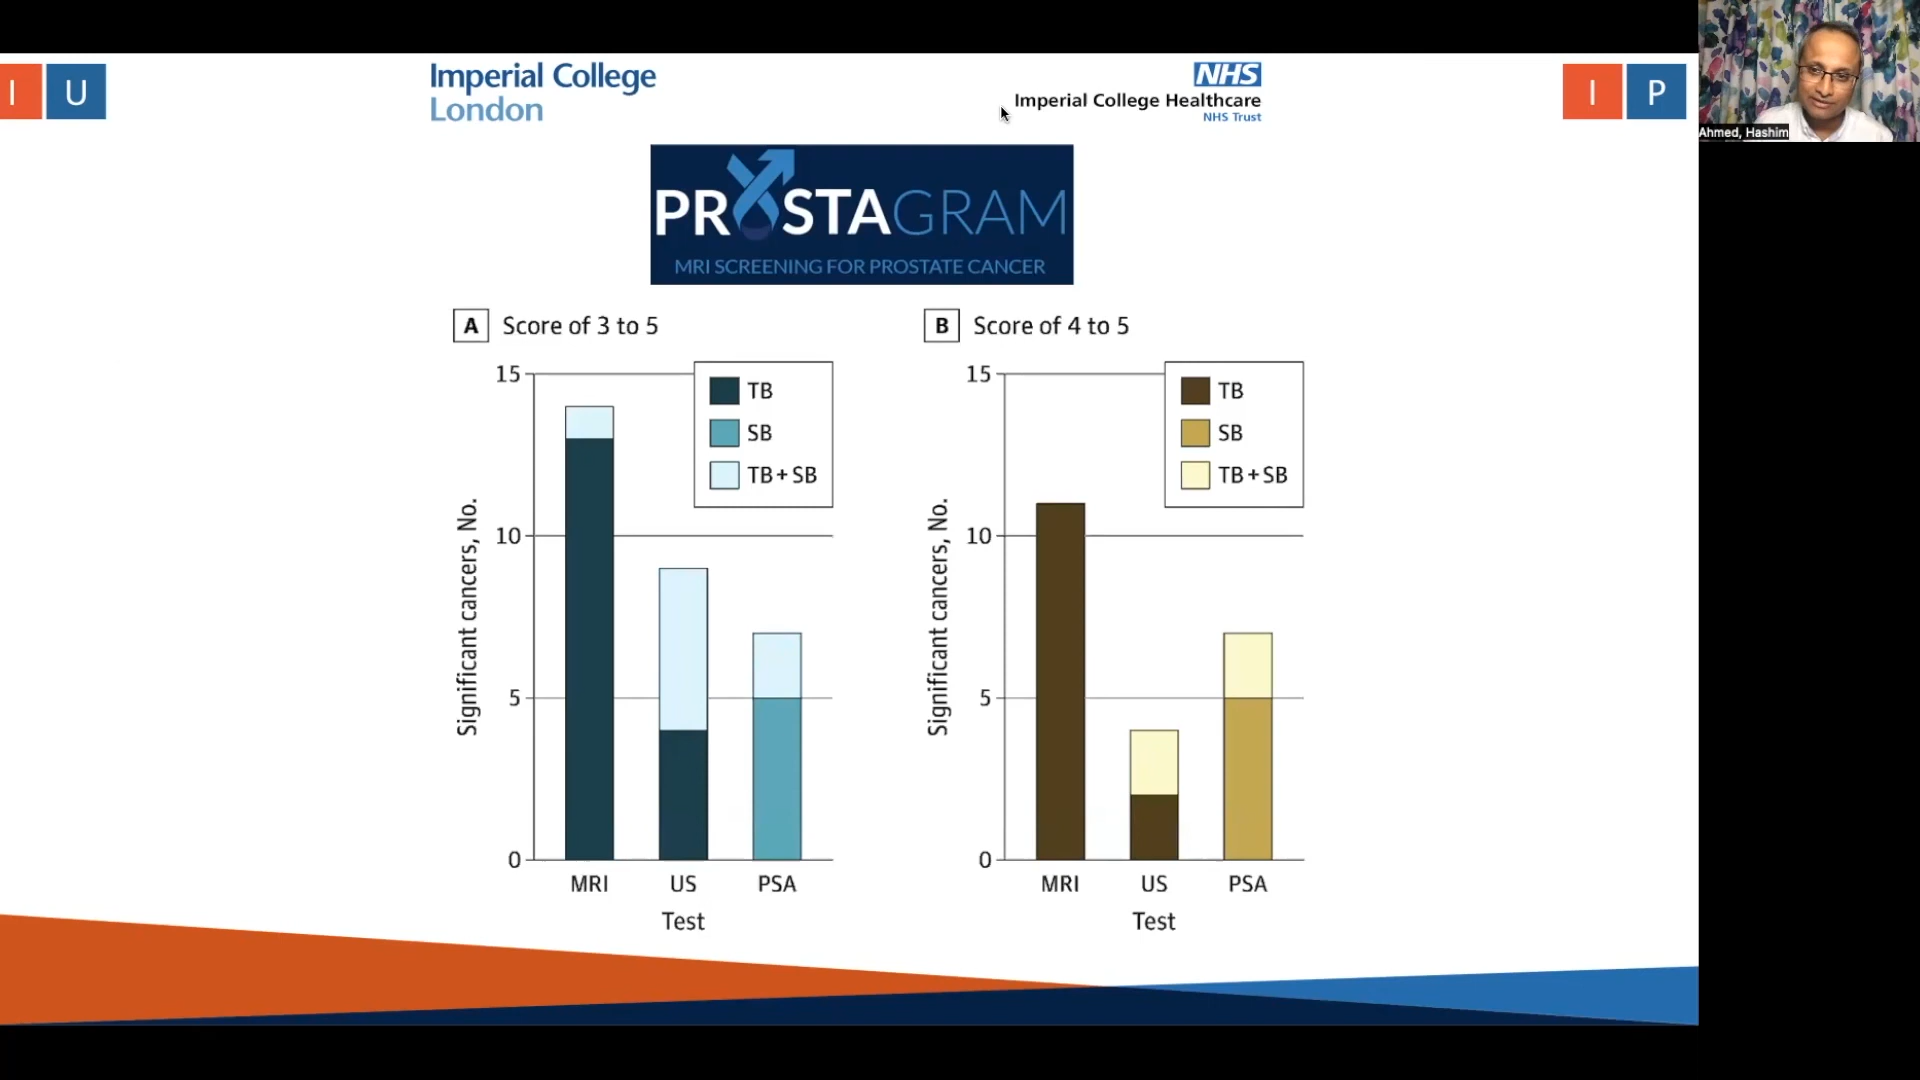 I U
Imperial College
London
NHS
Imperial College Healthcare
NHS Trust
I P
Ahmed, Hashim
PROSTAGRAM
MRI SCREENING FOR PROSTATE CANCER
A Score of 3 to 5
15
10
5
0
Significant cancers, No.
TB
SB
TB + SB
MRI US PSA
Test
B Score of 4 to 5
15
10
5
0
Significant cancers, No.
TB
SB
TB + SB
MRI US PSA
Test